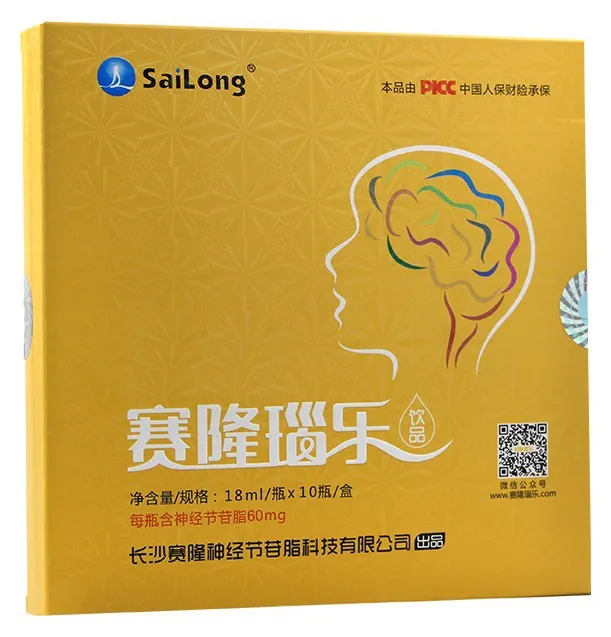 SaiLong®
本品由 PICC 中国人保财险承保
赛隆瑙乐 饮品
净含量/规格：18ml/瓶x10瓶/盒
每瓶含神经节苷脂60mg
微信公众号
www.赛隆瑙乐.com
长沙赛隆神经节苷脂科技有限公司 出品